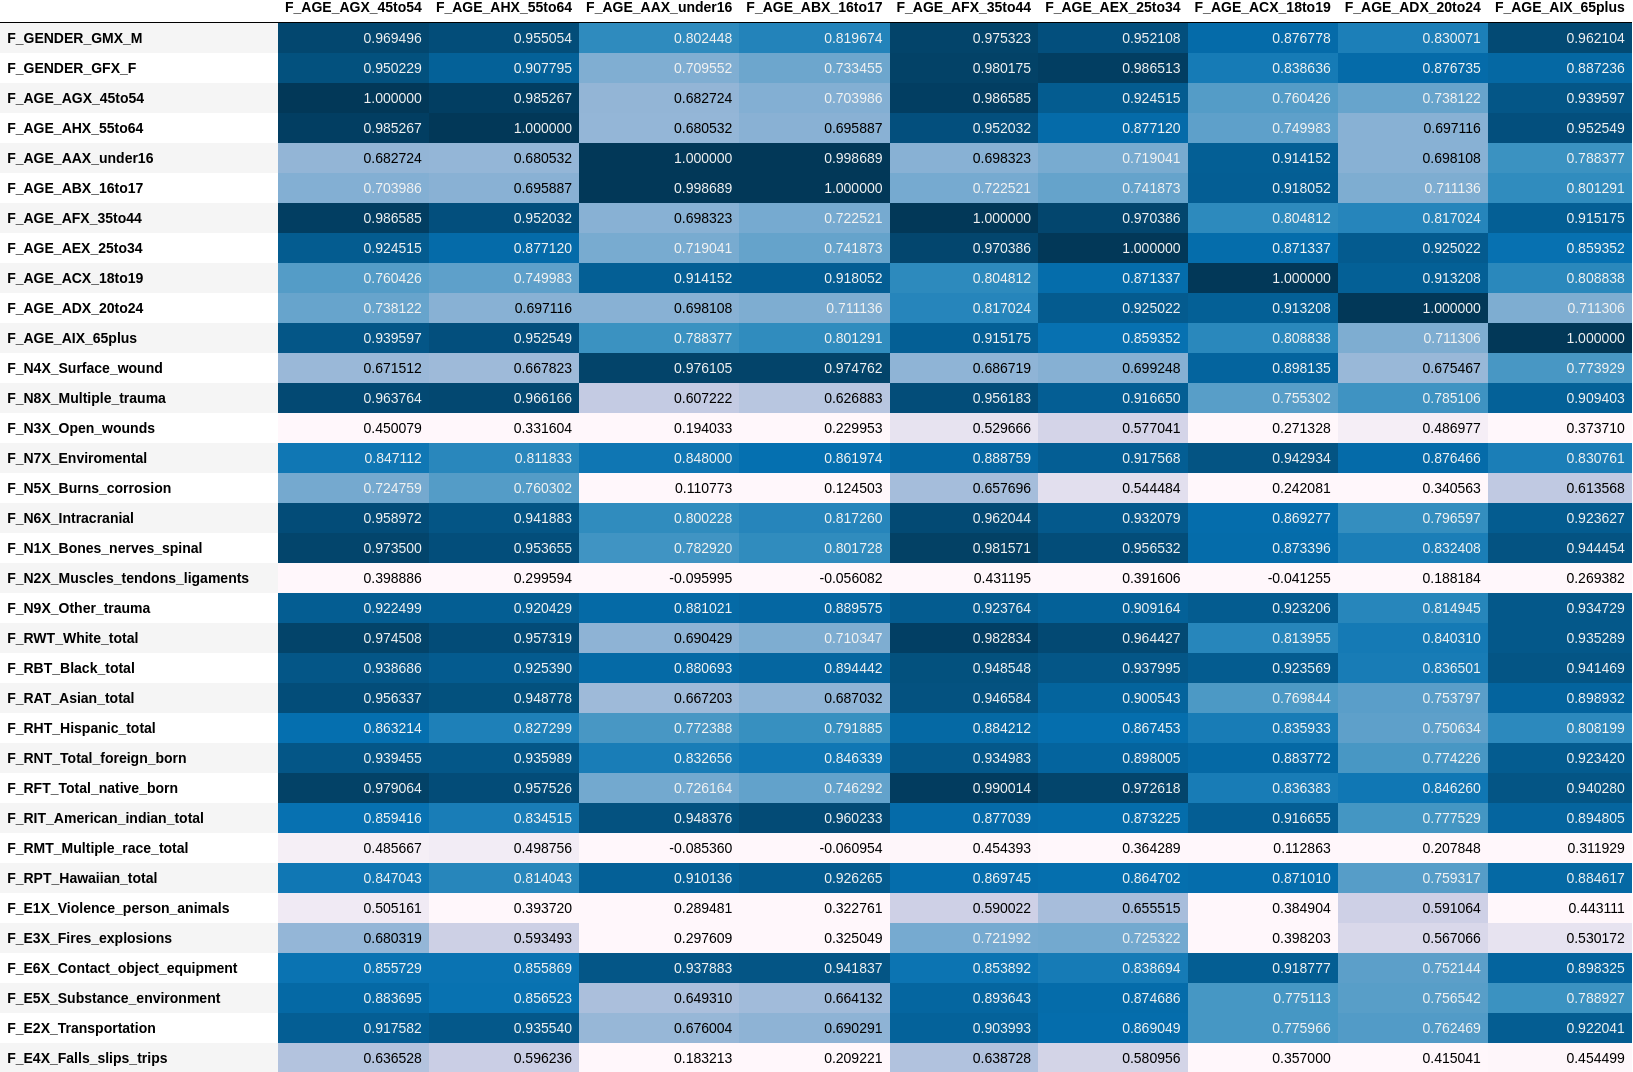 F_AGE_AGX_45to54 F_AGE_AHX_55to64 F_AGE_AAX_under16 F_AGE_ABX_16to17 F_AGE_AFX_35to44 F_AGE_AEX_25to34 F_AGE_ACX_18to19 F_AGE_ADX_20to24 F_AGE_AIX_65plus
F_GENDER_GMX_M 0.969496 0.955054 0.802448 0.819674 0.975323 0.952108 0.876778 0.830071 0.962104
F_GENDER_GFX_F 0.950229 0.907795 0.709552 0.733455 0.980175 0.986513 0.838636 0.876735 0.887236
F_AGE_AGX_45to54 1.000000 0.985267 0.682724 0.703986 0.986585 0.924515 0.760426 0.738122 0.939597
F_AGE_AHX_55to64 0.985267 1.000000 0.680532 0.695887 0.952032 0.877120 0.749983 0.697116 0.952549
F_AGE_AAX_under16 0.682724 0.680532 1.000000 0.998689 0.698323 0.719041 0.914152 0.698108 0.788377
F_AGE_ABX_16to17 0.703986 0.695887 0.998689 1.000000 0.722521 0.741873 0.918052 0.711136 0.801291
F_AGE_AFX_35to44 0.986585 0.952032 0.698323 0.722521 1.000000 0.970386 0.804812 0.817024 0.915175
F_AGE_AEX_25to34 0.924515 0.877120 0.719041 0.741873 0.970386 1.000000 0.871337 0.925022 0.859352
F_AGE_ACX_18to19 0.760426 0.749983 0.914152 0.918052 0.804812 0.871337 1.000000 0.913208 0.808838
F_AGE_ADX_20to24 0.738122 0.697116 0.698108 0.711136 0.817024 0.925022 0.913208 1.000000 0.711306
F_AGE_AIX_65plus 0.939597 0.952549 0.788377 0.801291 0.915175 0.859352 0.808838 0.711306 1.000000
F_N4X_Surface_wound 0.671512 0.667823 0.976105 0.974762 0.686719 0.699248 0.898135 0.675467 0.773929
F_N8X_Multiple_trauma 0.963764 0.966166 0.607222 0.626883 0.956183 0.916650 0.755302 0.785106 0.909403
F_N3X_Open_wounds 0.450079 0.331604 0.194033 0.229953 0.529666 0.577041 0.271328 0.486977 0.373710
F_N7X_Enviromental 0.847112 0.811833 0.848000 0.861974 0.888759 0.917568 0.942934 0.876466 0.830761
F_N5X_Burns_corrosion 0.724759 0.760302 0.110773 0.124503 0.657696 0.544484 0.242081 0.340563 0.613568
F_N6X_Intracranial 0.958972 0.941883 0.800228 0.817260 0.962044 0.932079 0.869277 0.796597 0.923627
F_N1X_Bones_nerves_spinal 0.973500 0.953655 0.782920 0.801728 0.981571 0.956532 0.873396 0.832408 0.944454
F_N2X_Muscles_tendons_ligaments 0.398886 0.299594 -0.095995 -0.056082 0.431195 0.391606 -0.041255 0.188184 0.269382
F_N9X_Other_trauma 0.922499 0.920429 0.881021 0.889575 0.923764 0.909164 0.923206 0.814945 0.934729
F_RWT_White_total 0.974508 0.957319 0.690429 0.710347 0.982834 0.964427 0.813955 0.840310 0.935289
F_RBT_Black_total 0.938686 0.925390 0.880693 0.894442 0.948548 0.937995 0.923569 0.836501 0.941469
F_RAT_Asian_total 0.956337 0.948778 0.667203 0.687032 0.946584 0.900543 0.769844 0.753797 0.898932
F_RHT_Hispanic_total 0.863214 0.827299 0.772388 0.791885 0.884212 0.867453 0.835933 0.750634 0.808199
F_RNT_Total_foreign_born 0.939455 0.935989 0.832656 0.846339 0.934983 0.898005 0.883772 0.774226 0.923420
F_RFT_Total_native_born 0.979064 0.957526 0.726164 0.746292 0.990014 0.972618 0.836383 0.846260 0.940280
F_RIT_American_indian_total 0.859416 0.834515 0.948376 0.960233 0.877039 0.873225 0.916655 0.777529 0.894805
F_RMT_Multiple_race_total 0.485667 0.498756 -0.085360 -0.060954 0.454393 0.364289 0.112863 0.207848 0.311929
F_RPT_Hawaiian_total 0.847043 0.814043 0.910136 0.926265 0.869745 0.864702 0.871010 0.759317 0.884617
F_E1X_Violence_person_animals 0.505161 0.393720 0.289481 0.322761 0.590022 0.655515 0.384904 0.591064 0.443111
F_E3X_Fires_explosions 0.680319 0.593493 0.297609 0.325049 0.721992 0.725322 0.398203 0.567066 0.530172
F_E6X_Contact_object_equipment 0.855729 0.855869 0.937883 0.941837 0.853892 0.838694 0.918777 0.752144 0.898325
F_E5X_Substance_environment 0.883695 0.856523 0.649310 0.664132 0.893643 0.874686 0.775113 0.756542 0.788927
F_E2X_Transportation 0.917582 0.935540 0.676004 0.690291 0.903993 0.869049 0.775966 0.762469 0.922041
F_E4X_Falls_slips_trips 0.636528 0.596236 0.183213 0.209221 0.638728 0.580956 0.357000 0.415041 0.454499